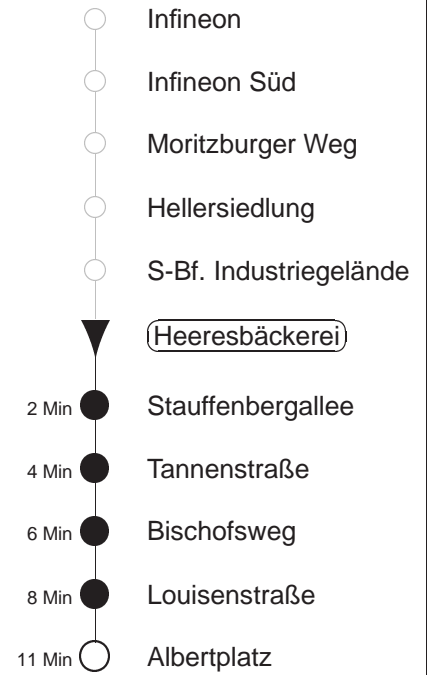 Infineon
Infineon Süd
Moritzburger Weg
Hellersiedlung
S-Bf. Industriegelände
Heeresbäckerei
2 Min Stauffenbergallee
4 Min Tannenstraße
6 Min Bischofsweg
8 Min Louisenstraße
11 Min Albertplatz